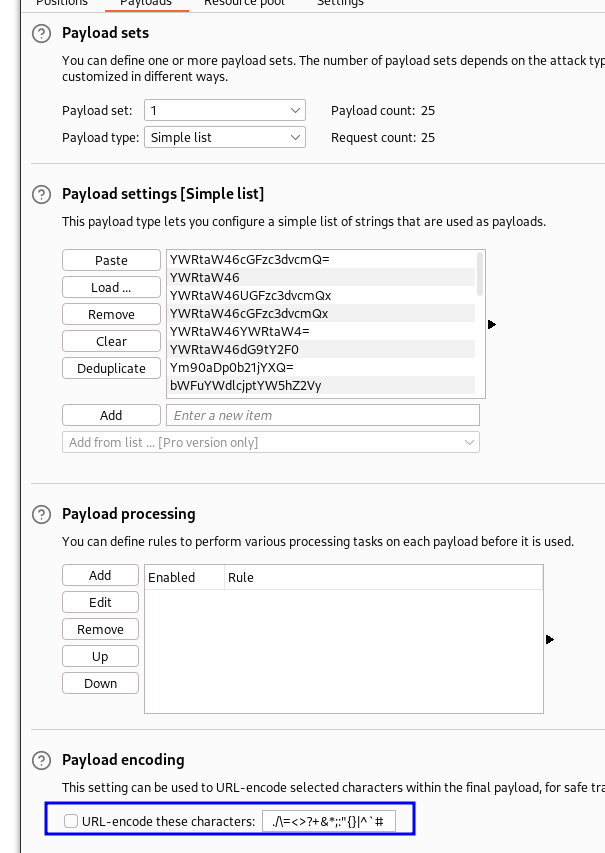 Positions Payloads Resource pool Settings
Payload sets
You can define one or more payload sets. The number of payload sets depends on the attack typ
customized in different ways.
Payload set: 1 Payload count: 25
Payload type: Simple list Request count: 25
Payload settings [Simple list]
This payload type lets you configure a simple list of strings that are used as payloads.
Paste
Load ...
Remove
Clear
Deduplicate
YWRtaW46cGFzc3dvcmQ=
YWRtaW46
YWRtaW46UGFzc3dvcmQx
YWRtaW46cGFzc3dvcmQx
YWRtaW46YWRtaW4=
YWRtaW46dG9tY2F0
Ym90aDp0b21jYXQ=
bWFuYWdlcjptYW5hZ2Vy
Add Enter a new item
Add from list ... [Pro version only]
Payload processing
You can define rules to perform various processing tasks on each payload before it is used.
Add
Edit
Remove
Up
Down
Enabled Rule
Payload encoding
This setting can be used to URL-encode selected characters within the final payload, for safe tra
URL-encode these characters: ./\=<>?+&*;:"{}|^`#